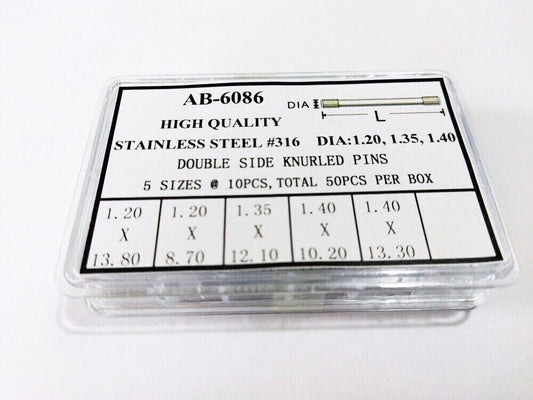 AB-6086
DIA
L
HIGH QUALITY
STAINLESS STEEL #316 DIA:1.20, 1.35, 1.40
DOUBLE SIDE KNURLED PINS
5 SIZES @ 10PCS, TOTAL 50PCS PER BOX
1.20 1.20 1.35 1.40 1.40
X X X X X
13.80 8.70 12.10 10.20 13.30